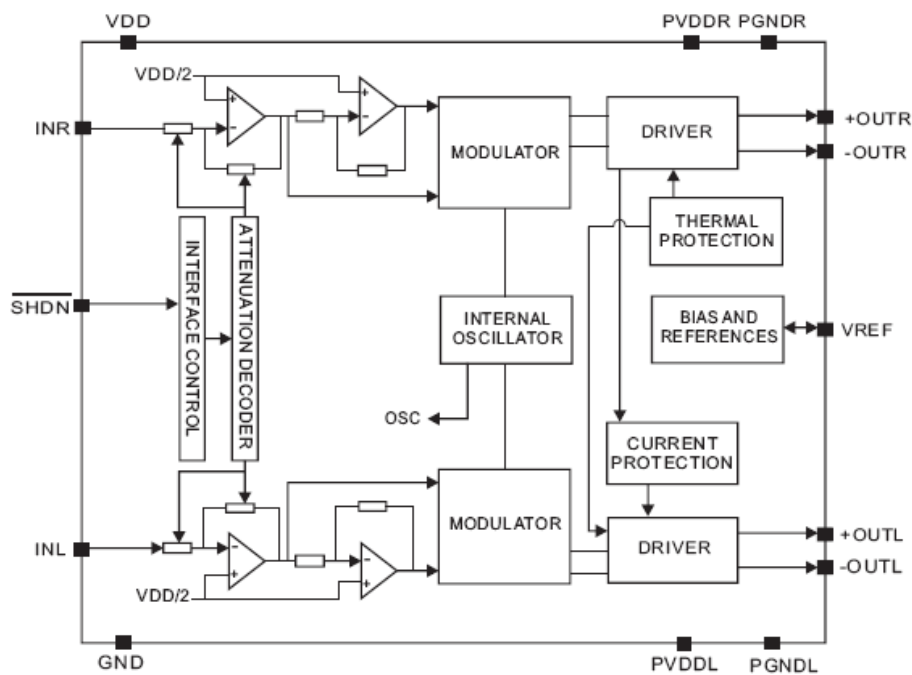 VDD
PVDDR
PGNDR
VDD/2
+
-
+
-
INR
MODULATOR
DRIVER
+OUTR
-OUTR
THERMAL
PROTECTION
INTERFACE CONTROL
ATTENUATION DECODER
SHDN
INTERNAL
OSCILLATOR
BIAS AND
REFERENCES
VREF
OSC
CURRENT
PROTECTION
MODULATOR
DRIVER
+OUTL
-OUTL
INL
-
+
-
+
VDD/2
GND
PVDDL
PGNDL